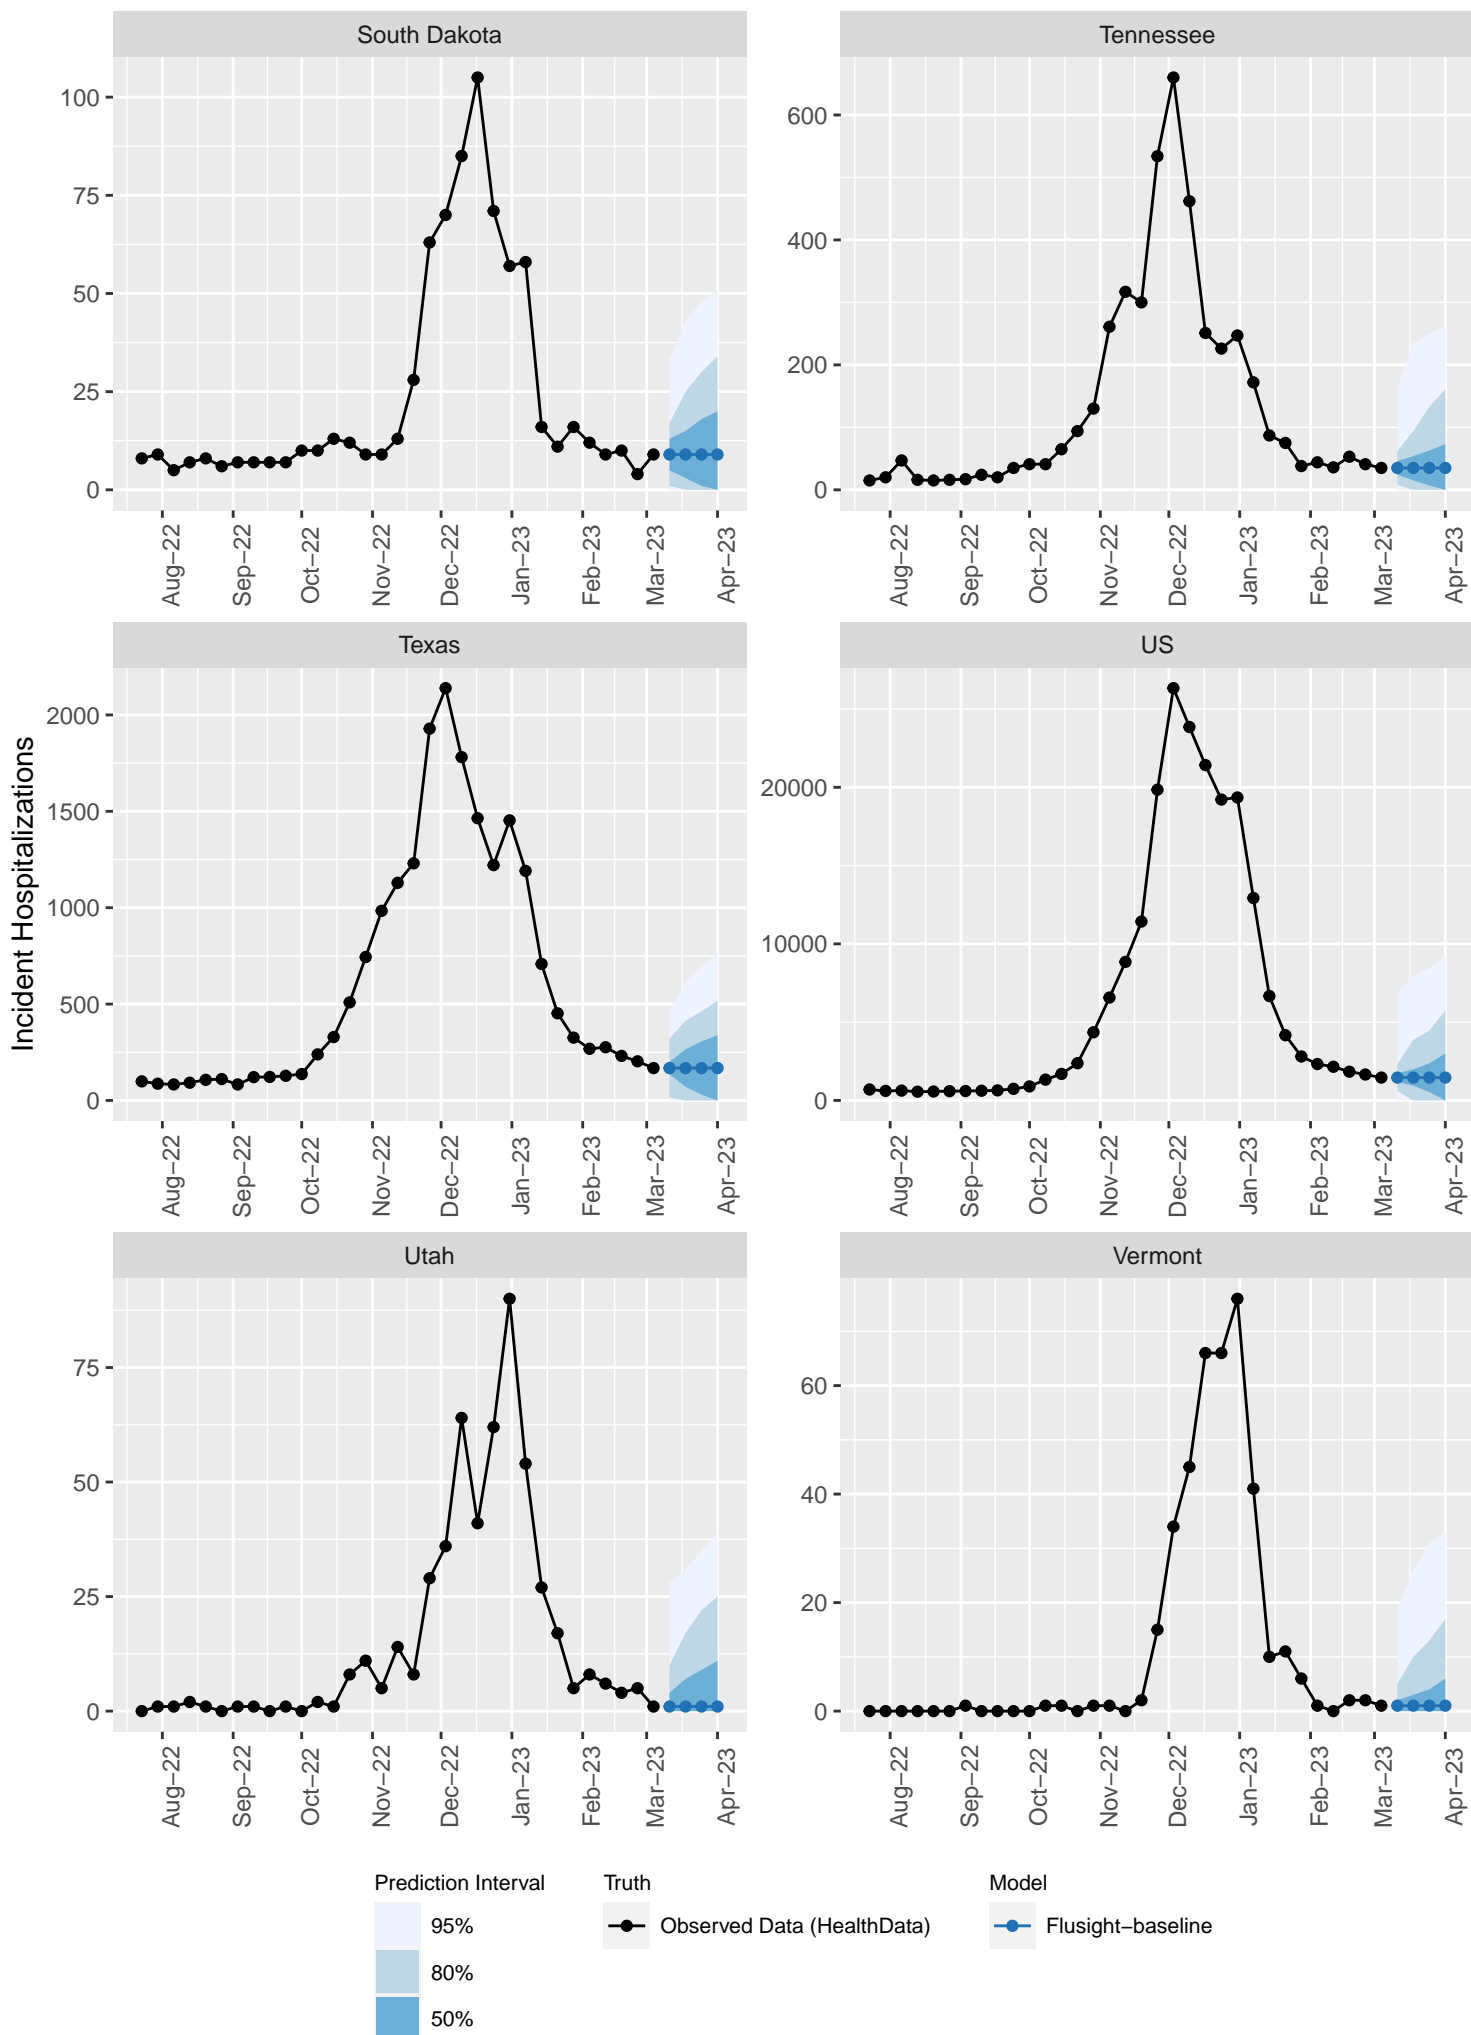 South Dakota
Tennessee
100
75
50
25
0
600
400
200
0
Aug−22
Sep−22
Oct−22
Nov−22
Dec−22
Jan−23
Feb−23
Mar−23
Apr−23
Aug−22
Sep−22
Oct−22
Nov−22
Dec−22
Jan−23
Feb−23
Mar−23
Apr−23
Incident Hospitalizations
Texas
US
2000
1500
1000
500
0
20000
10000
0
Aug−22
Sep−22
Oct−22
Nov−22
Dec−22
Jan−23
Feb−23
Mar−23
Apr−23
Aug−22
Sep−22
Oct−22
Nov−22
Dec−22
Jan−23
Feb−23
Mar−23
Apr−23
Utah
Vermont
75
50
25
0
60
40
20
0
Aug−22
Sep−22
Oct−22
Nov−22
Dec−22
Jan−23
Feb−23
Mar−23
Apr−23
Aug−22
Sep−22
Oct−22
Nov−22
Dec−22
Jan−23
Feb−23
Mar−23
Apr−23
Prediction Interval
95%
80%
50%
Truth
Observed Data (HealthData)
Model
Flusight−baseline